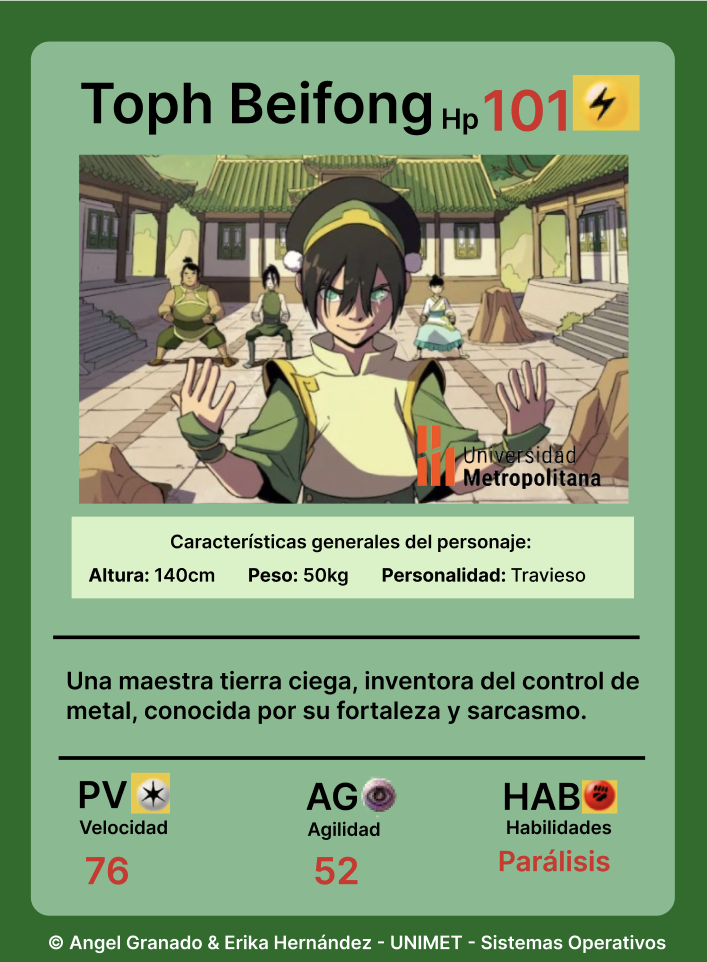 Toph Beifong Hp 101
Universidad
Metropolitana
Características generales del personaje:
Altura: 140cm Peso: 50kg Personalidad: Travieso
Una maestra tierra ciega, inventora del control de
metal, conocida por su fortaleza y sarcasmo.
PV AG HAB
Velocidad Agilidad Habilidades
76 52 Parálisis
© Angel Granado & Erika Hernández - UNIMET - Sistemas Operativos